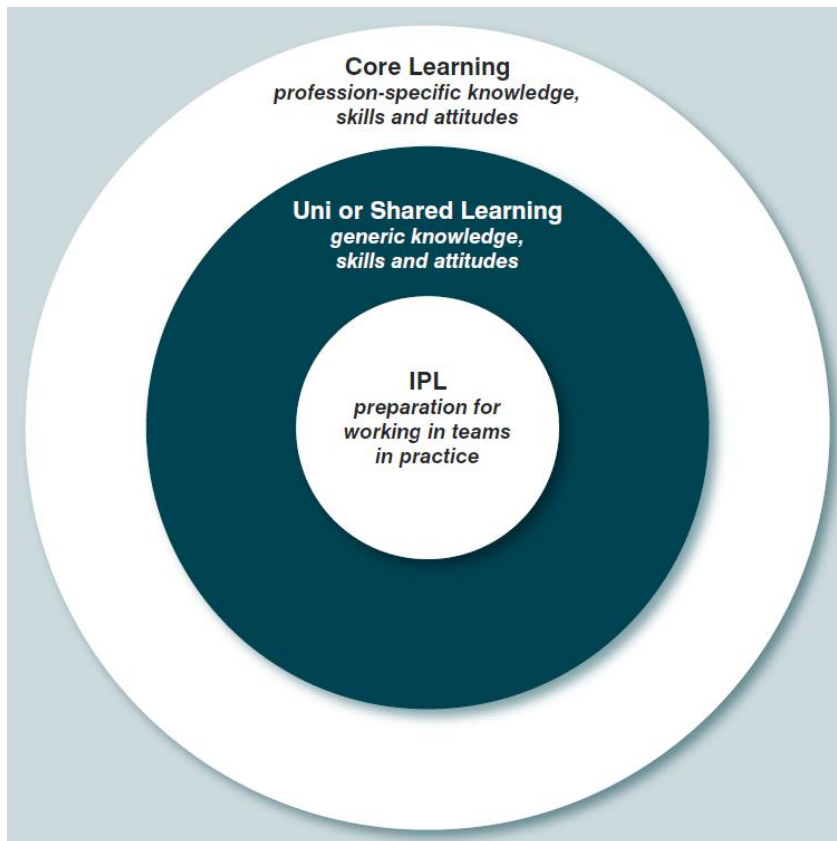 Core Learning
profession-specific knowledge,
skills and attitudes
Uni or Shared Learning
generic knowledge,
skills and attitudes
IPL
preparation for
working in teams
in practice